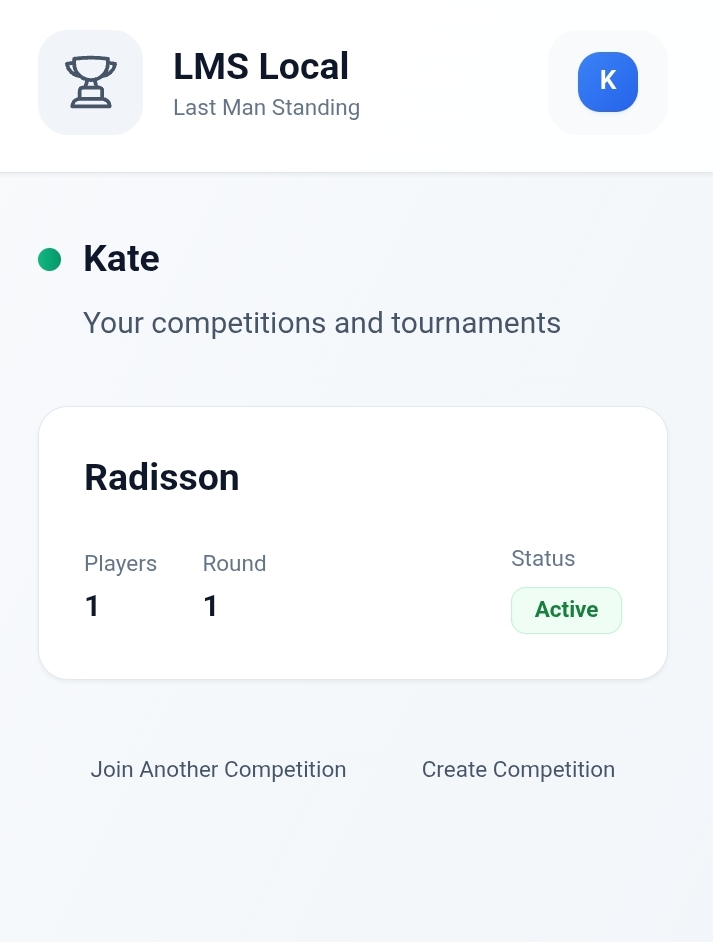 LMS Local
Last Man Standing
K
Kate
Your competitions and tournaments
Radisson
Players
1
Round
1
Status
Active
Join Another Competition
Create Competition